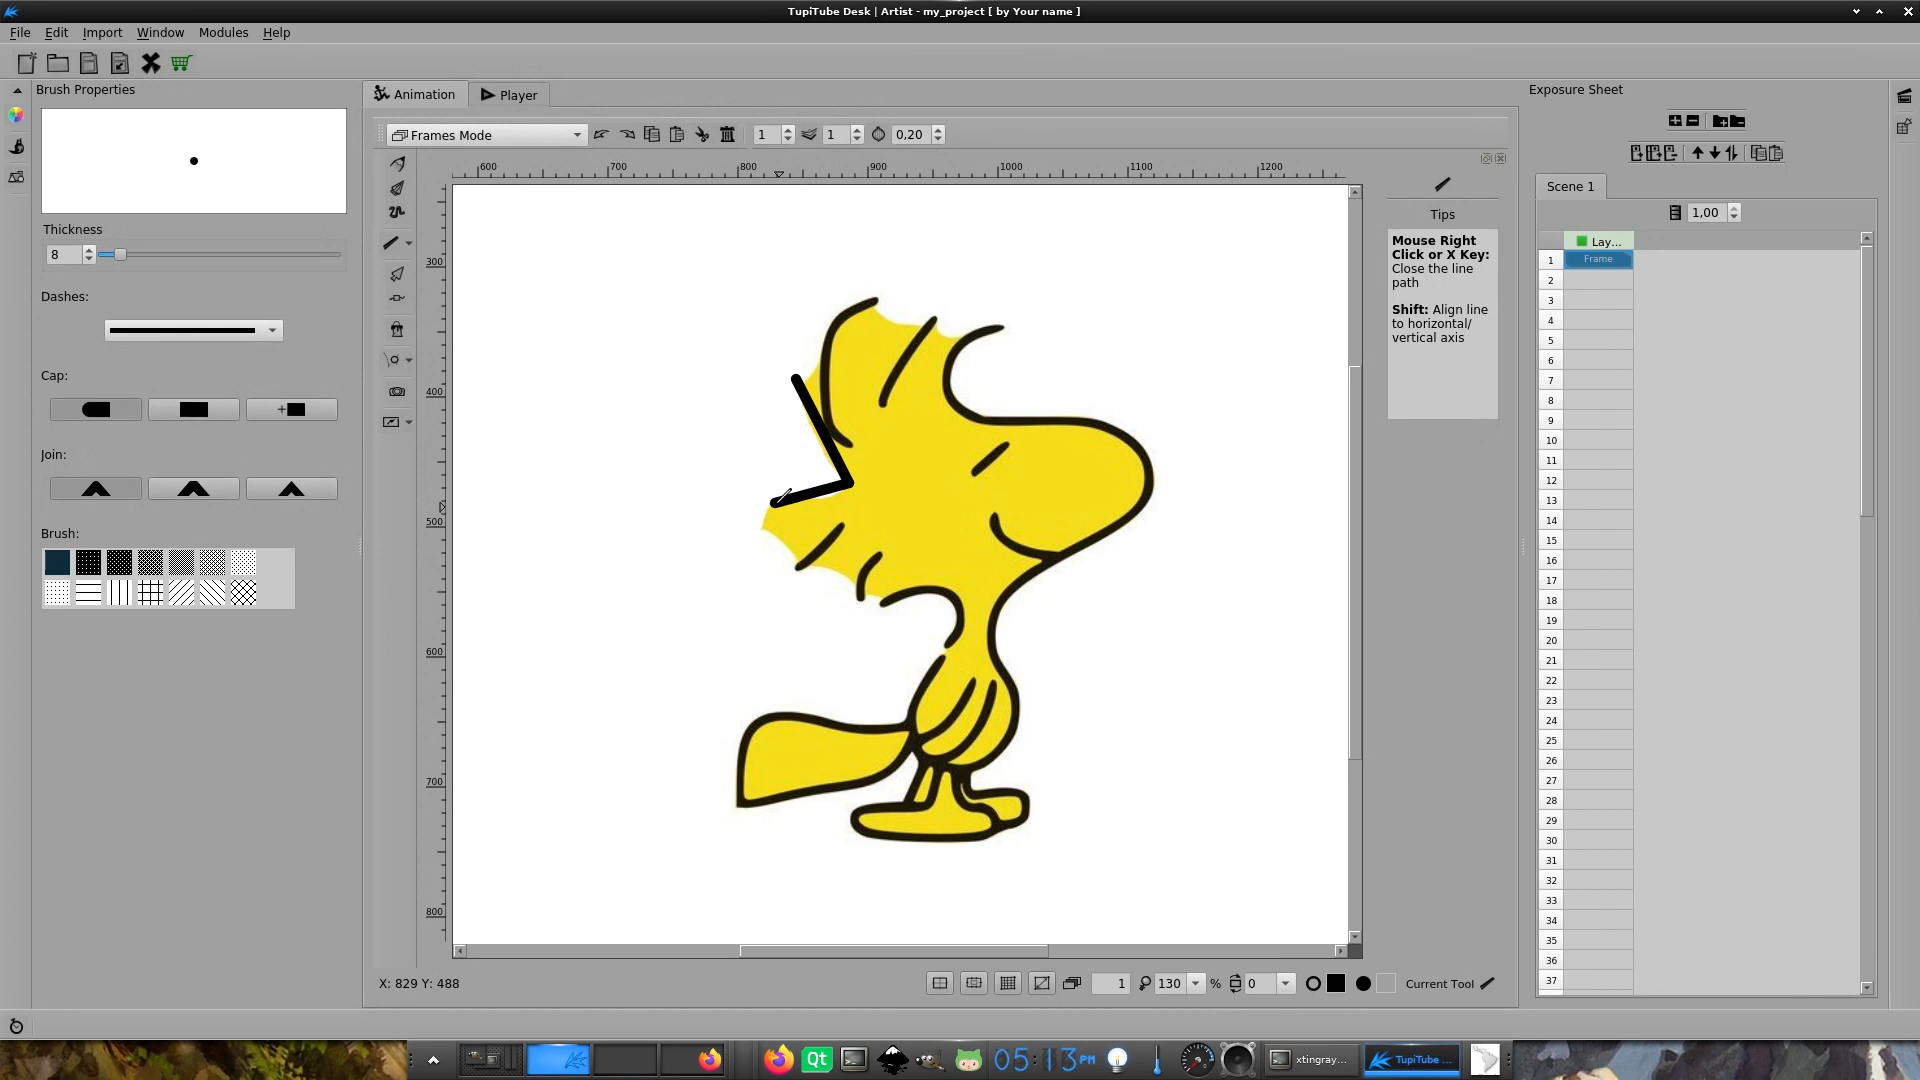 TupiTube Desk | Artist - my_project [ by Your name ]
File Edit Import Window Modules Help
Brush Properties
Thickness
8
Dashes:
Cap:
+
Join:
Brush:
Animation Player
Frames Mode 1 1 0,20
600 700 800 900 1000 1100 1200
300
400
500
600
700
800
Tips
Mouse Right
Click or X Key:
Close the line
path
Shift: Align line
to horizontal/
vertical axis
X: 829 Y: 488 1 130 % 0 Current Tool
Exposure Sheet
Scene 1
1,00
Lay...
1 Frame
2
3
4
5
6
7
8
9
10
11
12
13
14
15
16
17
18
19
20
21
22
23
24
25
26
27
28
29
30
31
32
33
34
35
36
37
Qt 05:13PM xtingray... TupiTube ...